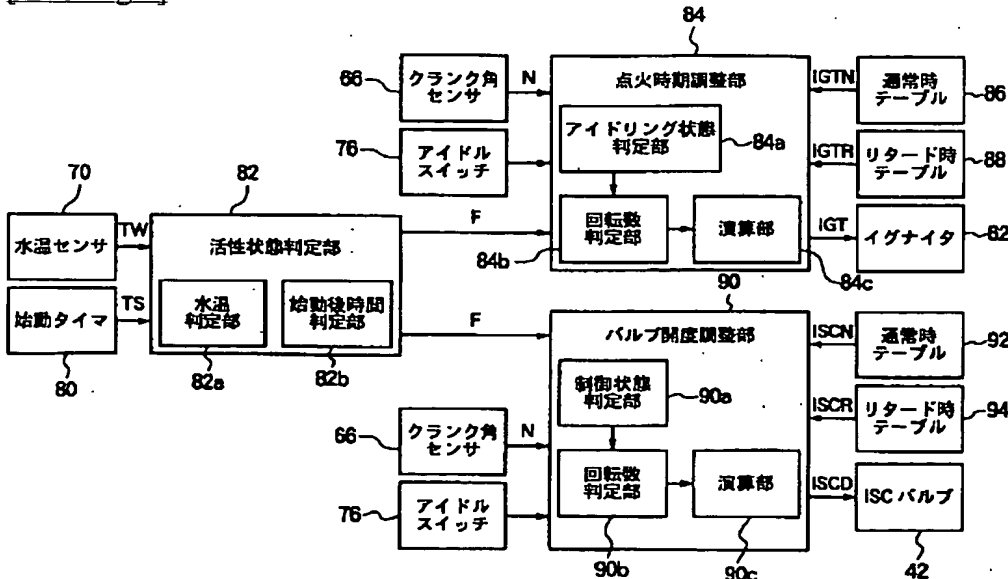 84
66
クランク角
センサ
N
点火時期調整部
IGTN
通常時
テーブル
86
76
アイドル
スイッチ
アイドリング状態
判定部
84a
IGTR
リタード時
テーブル
88
70
82
水温センサ
TW
活性状態判定部
F
回転数
判定部
84b
演算部
84c
IGT
イグナイタ
62
始動タイマ
TS
80
水温
判定部
82a
始動後時間
判定部
82b
F
90
バルブ開度調整部
ISCN
通常時
テーブル
92
制御状態
判定部
90a
ISCR
リタード時
テーブル
94
66
クランク角
センサ
N
76
アイドル
スイッチ
回転数
判定部
90b
演算部
90c
ISCD
ISC バルブ
42